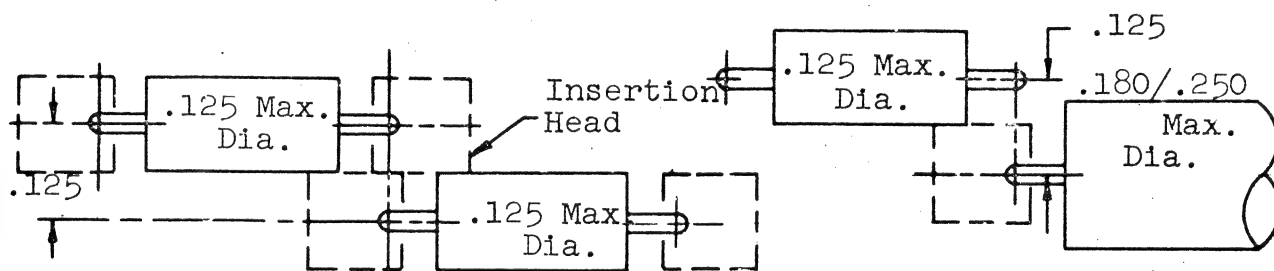 .125 Max.
Dia.
.125
Insertion
Head
.125 Max
Dia.
.125 Max.
Dia.
.125
.180/.250
Max.
Dia.